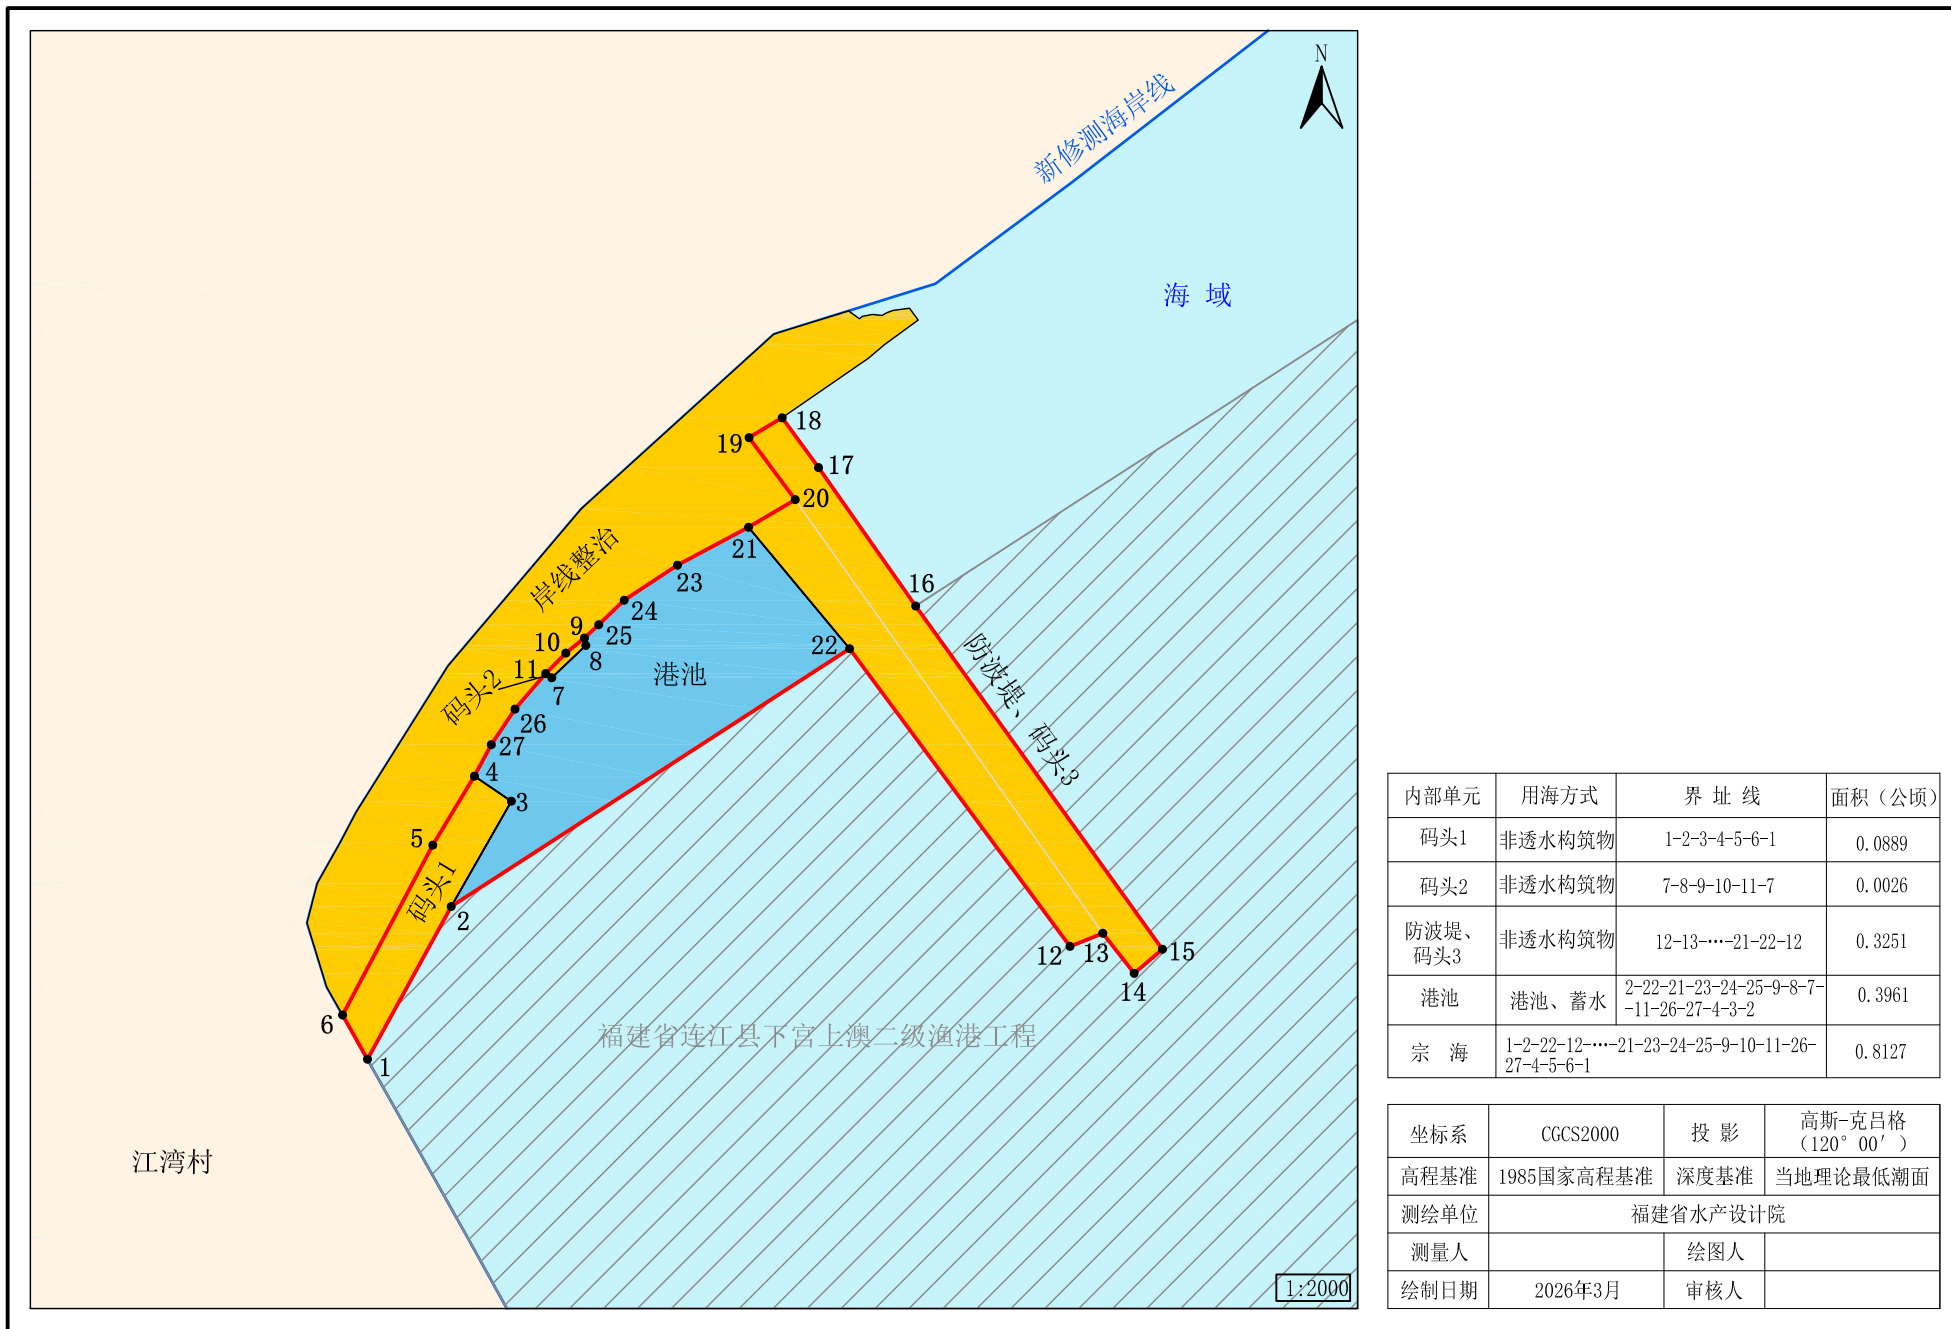 N
新修测海岸线
海 域
18
19
17
20
21
岸线整治
23
16
24
9
25
10
22
8
防波堤、码头3
11
港池
7
码头2
26
27
4
3
5
码头1
2
12
13
15
14
6
福建省连江县下宫上澳二级渔港工程
1
江湾村
1:2000
内部单元 用海方式 界 址 线 面积（公顷）
码头1 非透水构筑物 1-2-3-4-5-6-1 0.0889
码头2 非透水构筑物 7-8-9-10-11-7 0.0026
防波堤、
码头3 非透水构筑物 12-13-…-21-22-12 0.3251
港池 港池、蓄水 2-22-21-23-24-25-9-8-7-
-11-26-27-4-3-2 0.3961
宗 海 1-2-22-12-…-21-23-24-25-9-10-11-26-
27-4-5-6-1 0.8127
坐标系 CGCS2000 投 影 高斯-克吕格
（120°00′）
高程基准 1985国家高程基准 深度基准 当地理论最低潮面
测绘单位 福建省水产设计院
测量人 绘图人
绘制日期 2026年3月 审核人